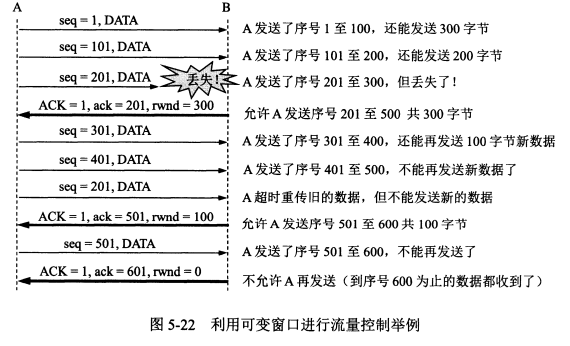 A B
seq = 1, DATA A 发送了序号 1 至 100，还能发送 300 字节
seq = 101, DATA A 发送了序号 101 至 200，还能发送 200 字节
seq = 201, DATA 丢失！ A 发送了序号 201 至 300，但丢失了！
ACK = 1, ack = 201, rwnd = 300 允许 A 发送序号 201 至 500 共 300 字节
seq = 301, DATA A 发送了序号 301 至 400，还能再发送 100 字节新数据
seq = 401, DATA A 发送了序号 401 至 500，不能再发送新数据了
seq = 201, DATA A 超时重传旧的数据，但不能发送新的数据
ACK = 1, ack = 501, rwnd = 100 允许 A 发送序号 501 至 600 共 100 字节
seq = 501, DATA A 发送了序号 501 至 600，不能再发送了
ACK = 1, ack = 601, rwnd = 0 不允许 A 再发送（到序号 600 为止的数据都收到了）
图 5-22 利用可变窗口进行流量控制举例